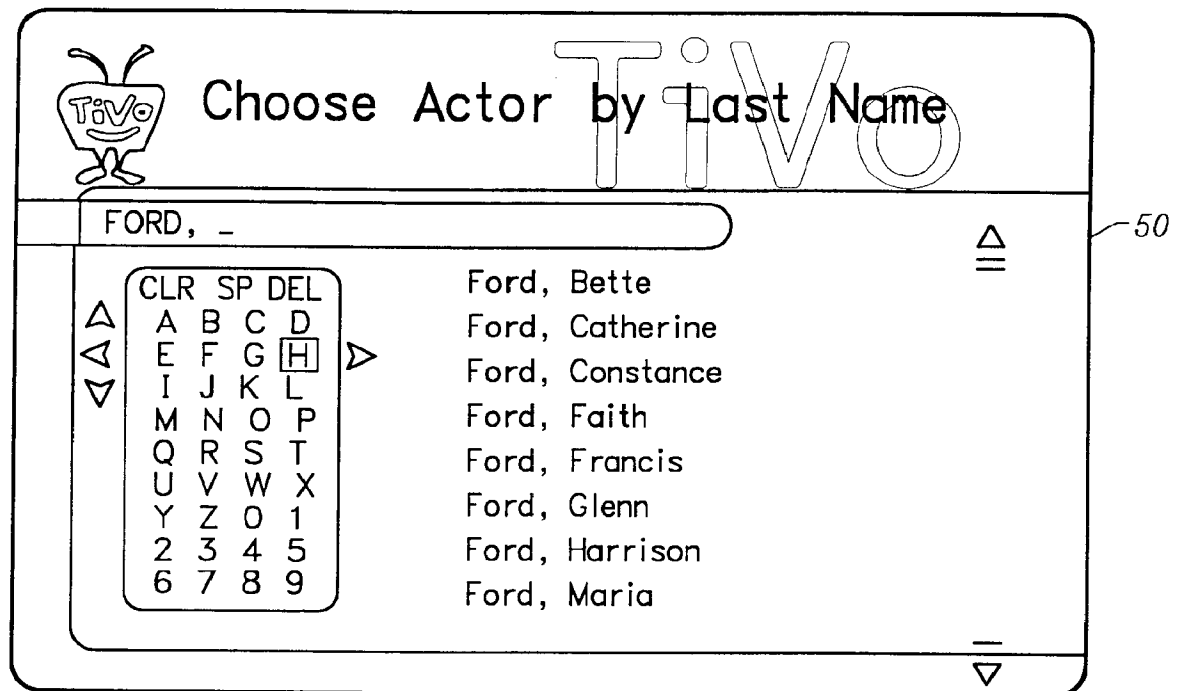 TiVo
TiVo
Choose Actor by Last Name
FORD, _
50
CLR SP DEL
A B C D
E F G H
I J K L
M N O P
Q R S T
U V W X
Y Z 0 1
2 3 4 5
6 7 8 9
Ford, Bette
Ford, Catherine
Ford, Constance
Ford, Faith
Ford, Francis
Ford, Glenn
Ford, Harrison
Ford, Maria